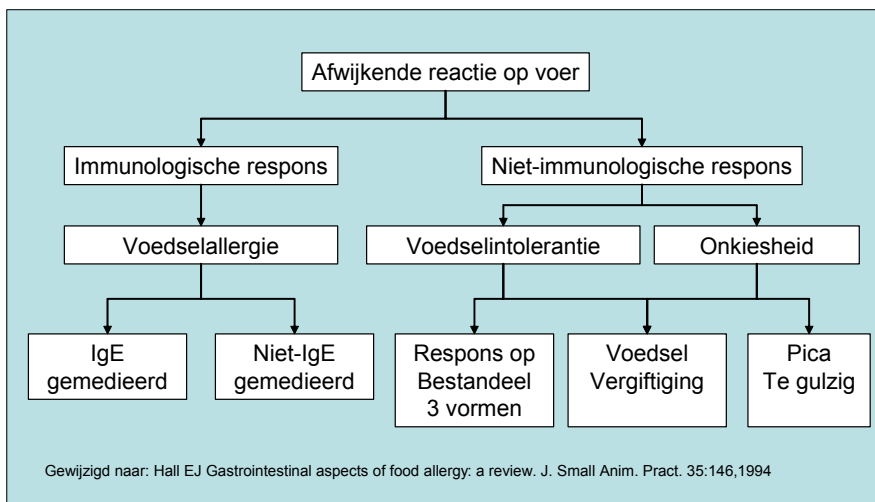 Afwijkende reactie op voer
Immunologische respons
Niet-immunologische respons
Voedselallergie
Voedselintolerantie
Onkiesheid
IgE
gemedieerd
Niet-IgE
gemedieerd
Respons op
Bestandeel
3 vormen
Voedsel
Vergiftiging
Pica
Te gulzig
Gewijzigd naar: Hall EJ Gastrointestinal aspects of food allergy: a review. J. Small Anim. Pract. 35:146,1994